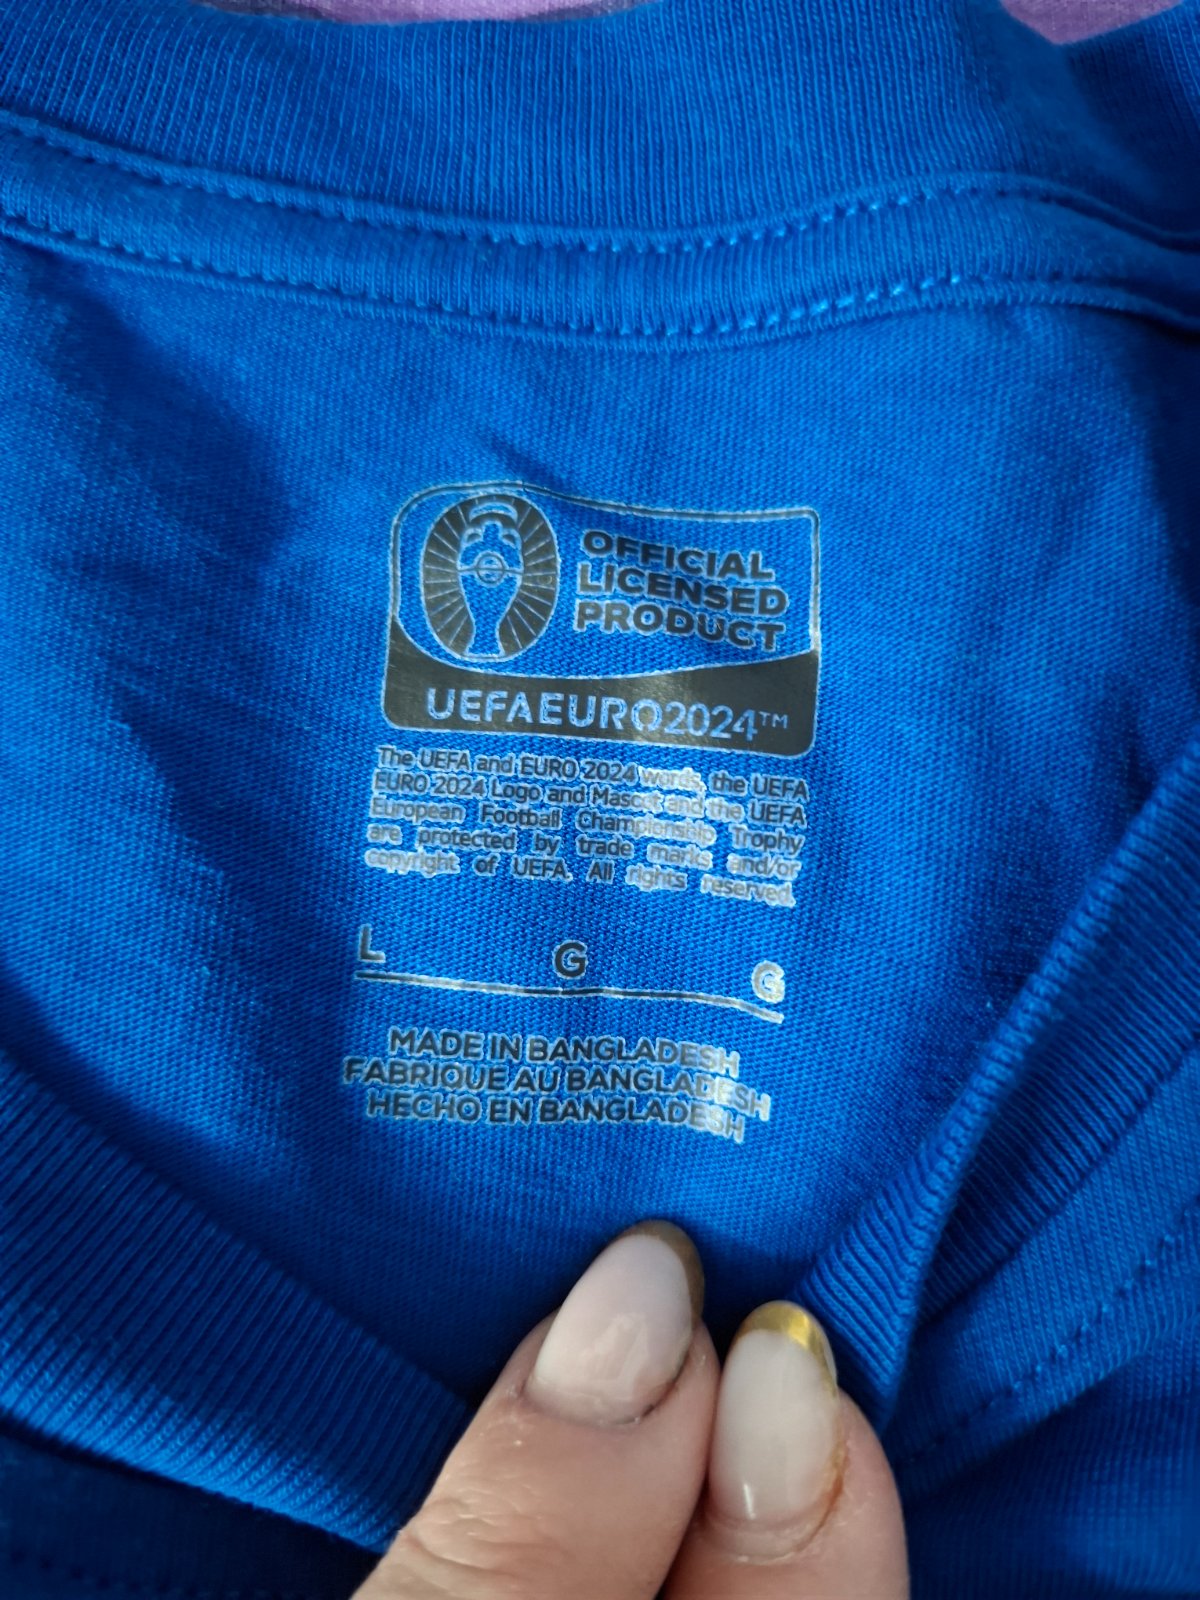 OFFICIAL
LICENSED
PRODUCT
UEFA EURO2024™
The UEFA and EURO 2024 words, the UEFA
EURO 2024 Logo and Mascot and the UEFA
European Football Championship Trophy
are protected by trade marks and/or
copyright of UEFA. All rights reserved.
L G G
MADE IN BANGLADESH
FABRIQUE AU BANGLADESH
HECHO EN BANGLADESH